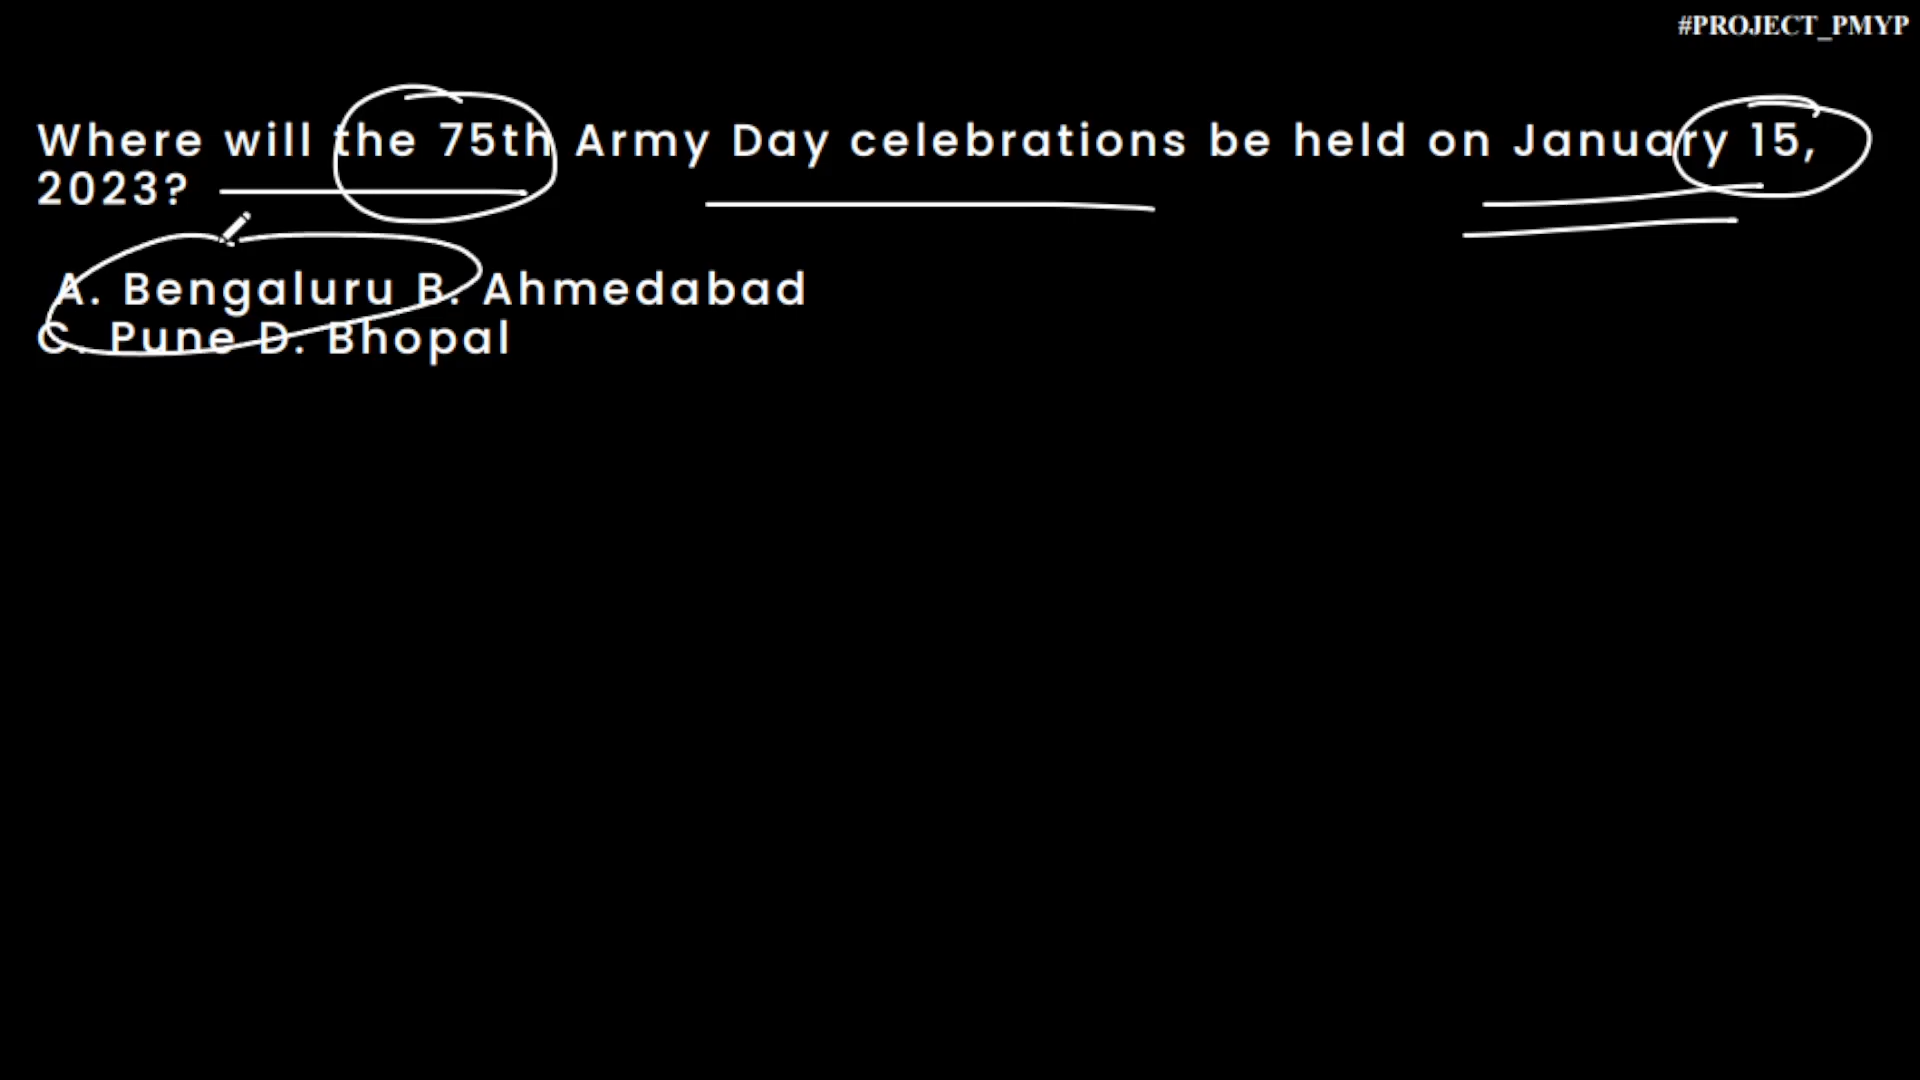 #PROJECT_PMYP
Where will the 75th Army Day celebrations be held on January 15,
2023?
A. Bengaluru B. Ahmedabad
C. Pune D. Bhopal